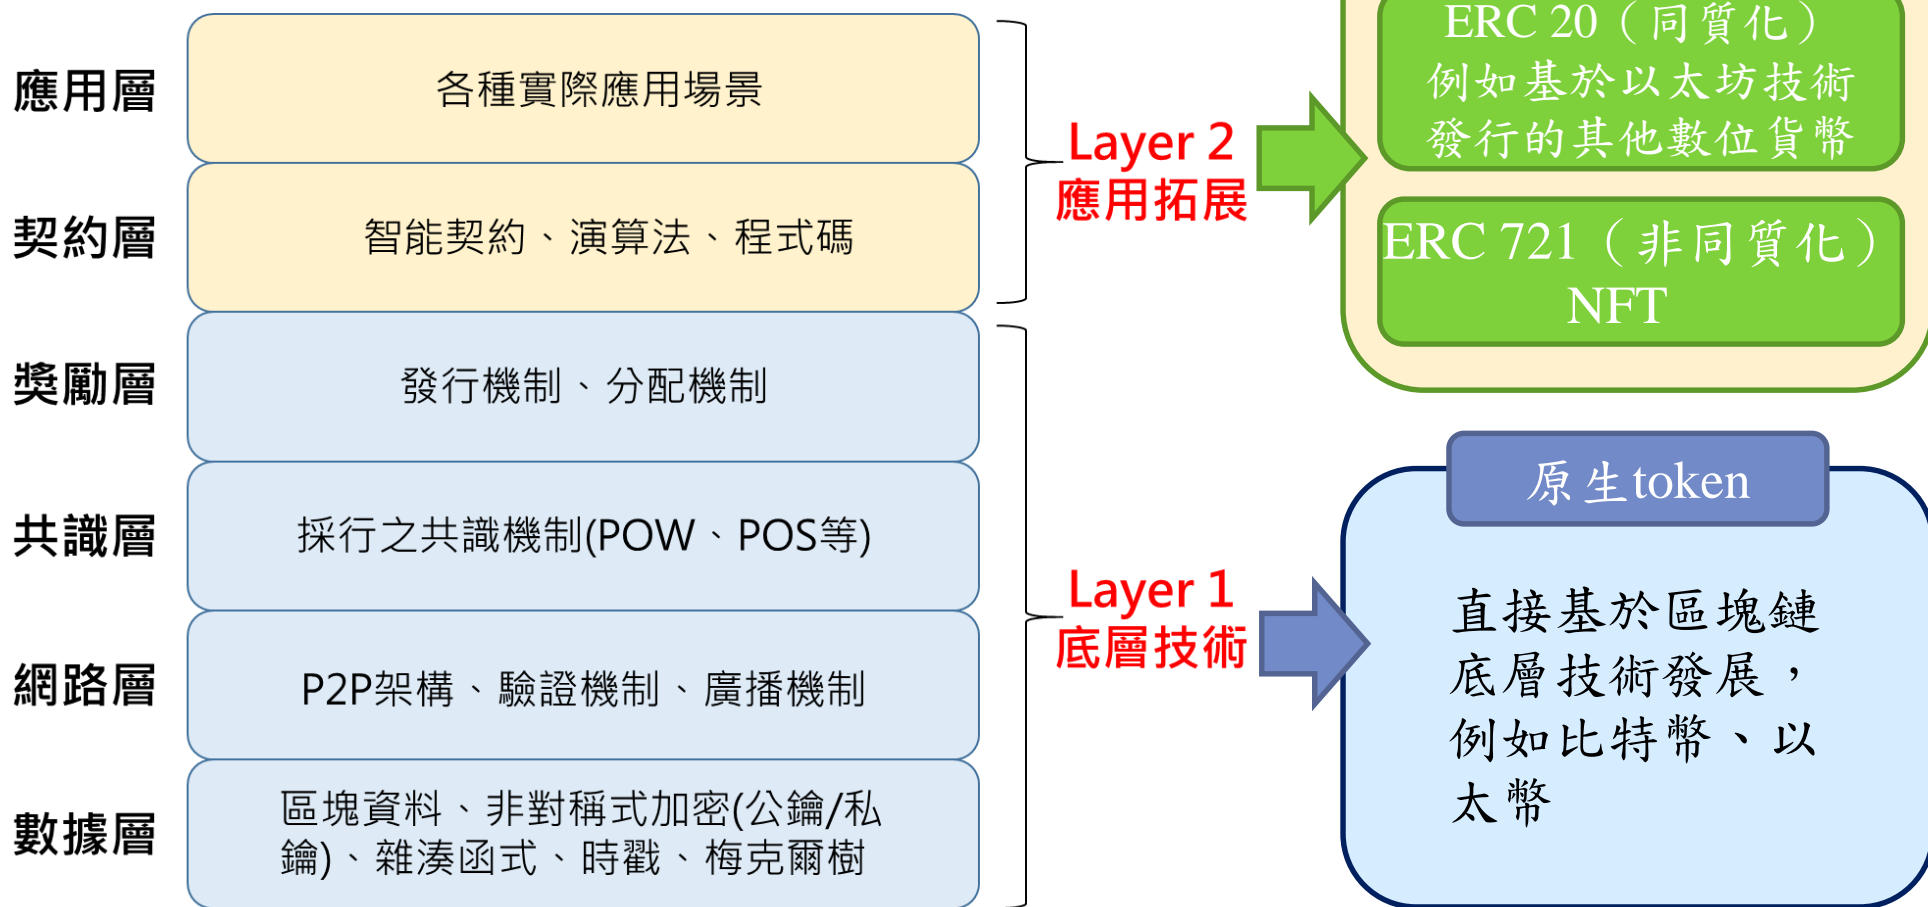 應用層
各種實際應用場景
契約層
智能契約、演算法、程式碼
獎勵層
發行機制、分配機制
共識層
採行之共識機制(POW、POS等)
網路層
P2P架構、驗證機制、廣播機制
數據層
區塊資料、非對稱式加密(公鑰/私
鑰)、雜湊函式、時戳、梅克爾樹
Layer 2
應用拓展
Layer 1
底層技術
ERC 20（同質化）
例如基於以太坊技術
發行的其他數位貨幣
ERC 721（非同質化）
NFT
原生token
直接基於區塊鏈
底層技術發展，
例如比特幣、以
太幣